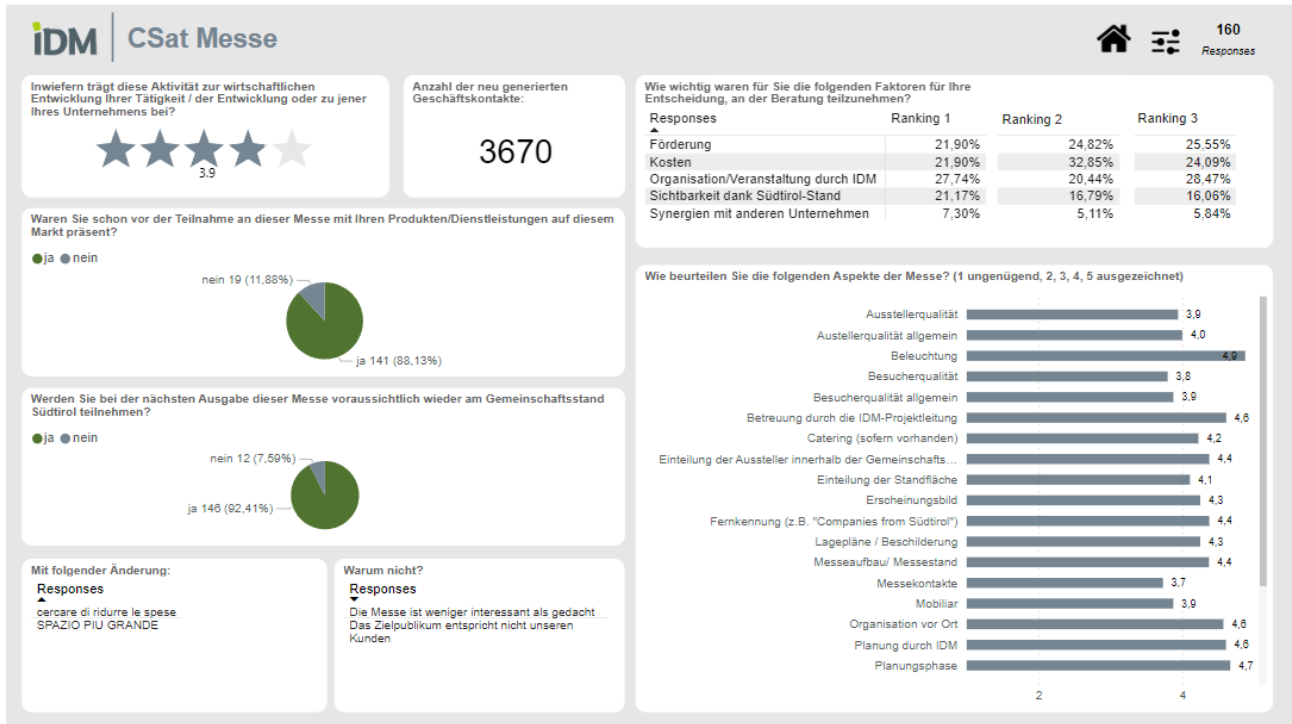 iDM
CSat Messe
160
Responses
Inwiefern trägt diese Aktivität zur wirtschaftlichen
Entwicklung Ihrer Tätigkeit / der Entwicklung oder zu jener
Ihres Unternehmens bei?
3.9
Anzahl der neu generierten
Geschäftskontakte:
3670
Waren Sie schon vor der Teilnahme an dieser Messe mit Ihren Produkten/Dienstleistungen auf diesem
Markt präsent?
ja nein
nein 19 (11,88%)
ja 141 (88,13%)
Werden Sie bei der nächsten Ausgabe dieser Messe voraussichtlich wieder am Gemeinschaftsstand
Südtirol teilnehmen?
ja nein
nein 12 (7,59%)
ja 146 (92,41%)
Mit folgender Änderung:
Responses
cercare di ridurre le spese
SPAZIO PIU GRANDE
Warum nicht?
Responses
Die Messe ist weniger interessant als gedacht
Das Zielpublikum entspricht nicht unseren
Kunden
Wie wichtig waren für Sie die folgenden Faktoren für Ihre
Entscheidung, an der Beratung teilzunehmen?
Responses Ranking 1 Ranking 2 Ranking 3
Förderung 21,90% 24,82% 25,55%
Kosten 21,90% 32,85% 24,09%
Organisation/Veranstaltung durch IDM 27,74% 20,44% 28,47%
Sichtbarkeit dank Südtirol-Stand 21,17% 16,79% 16,06%
Synergien mit anderen Unternehmen 7,30% 5,11% 5,84%
Wie beurteilen Sie die folgenden Aspekte der Messe? (1 ungenügend, 2, 3, 4, 5 ausgezeichnet)
Ausstellerqualität 3,9
Austellerqualität allgemein 4,0
Beleuchtung 4,9
Besucherqualität 3,8
Besucherqualität allgemein 3,9
Betreuung durch die IDM-Projektleitung 4,6
Catering (sofern vorhanden) 4,2
Einteilung der Aussteller innerhalb der Gemeinschafts... 4,4
Einteilung der Standfläche 4,1
Erscheinungsbild 4,3
Fernkennung (z.B. "Companies from Südtirol") 4,4
Lagepläne / Beschilderung 4,3
Messeaufbau/ Messestand 4,4
Messekontakte 3,7
Mobiliar 3,9
Organisation vor Ort 4,6
Planung durch IDM 4,6
Planungsphase 4,7
2 4